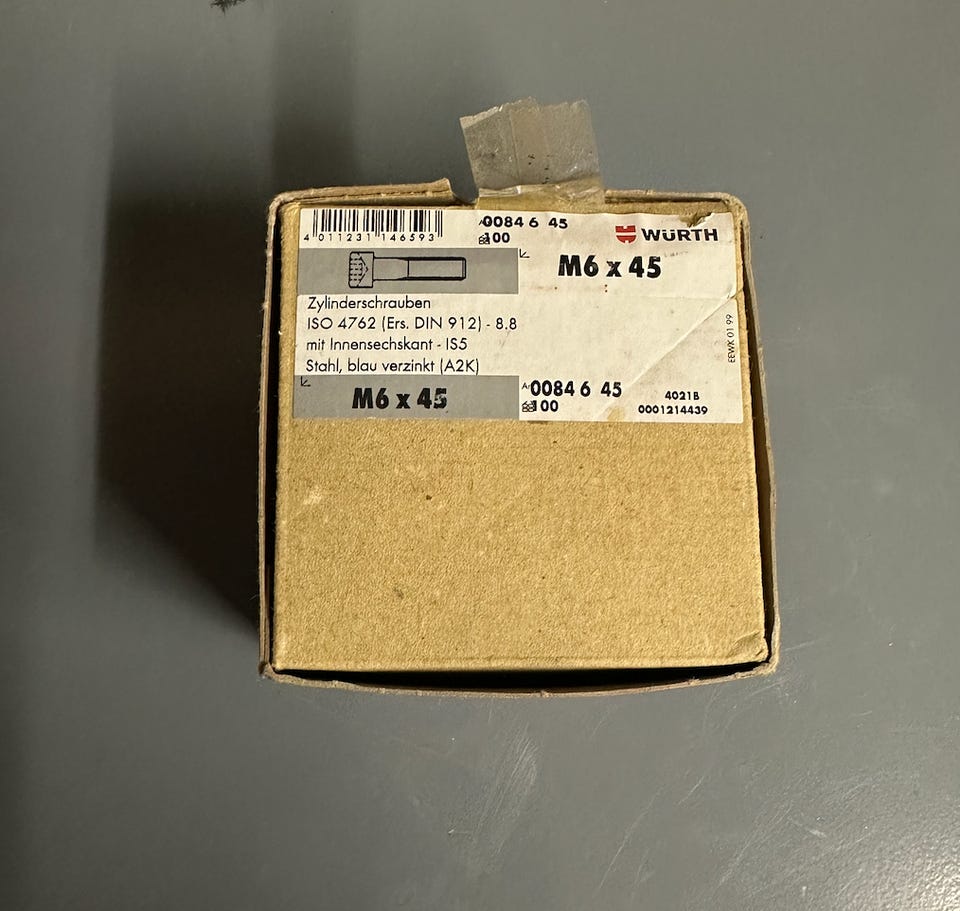 4 011231 146593
0084 6 45
100
WÜRTH
M6 x 45
Zylinderschrauben
ISO 4762 (Ers. DIN 912) - 8.8
mit Innensechskant - IS5
Stahl, blau verzinkt (A2K)
M6 x 45
0084 6 45
100
4021B
0001214439
EEWX 01 99